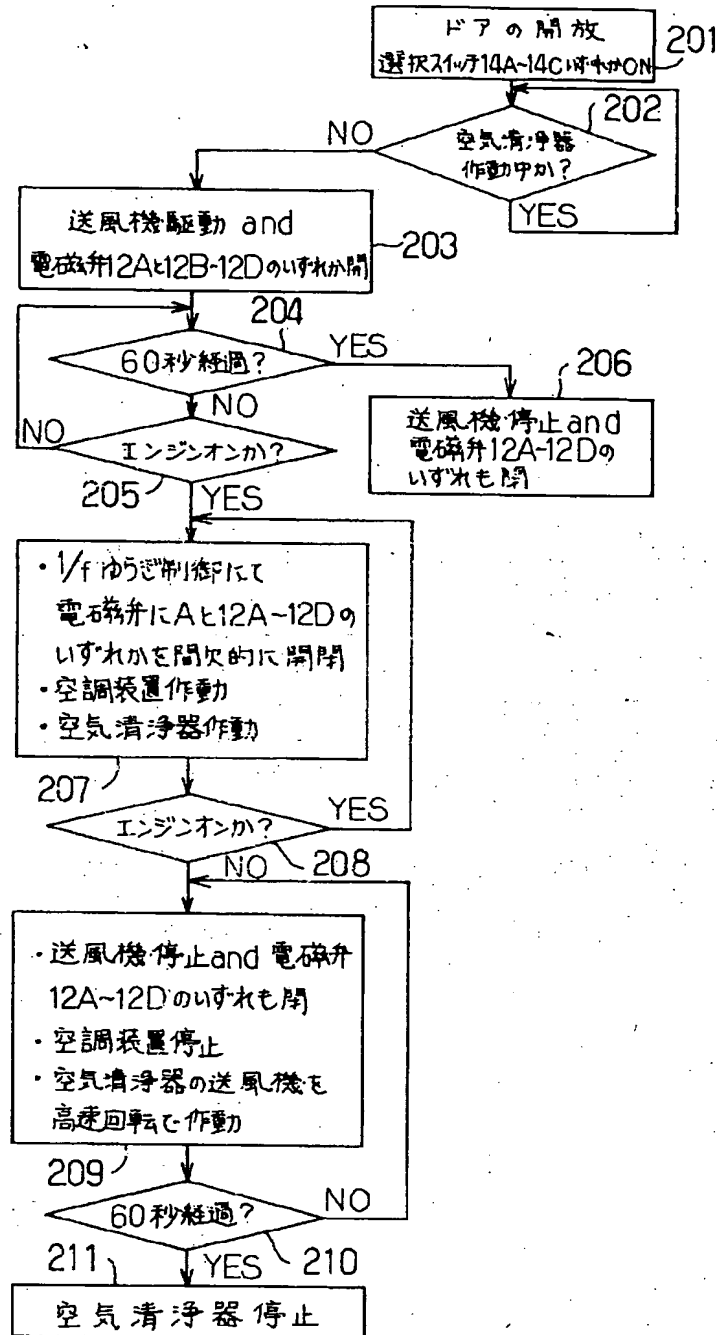 ドアの開放
選択スイッチ14A~14CいずれかON
201
202
NO
空気清浄器
作動中か?
YES
送風機駆動 and
電磁弁12Aと12B-12Dのいずれか開
203
204
60秒経過?
YES
NO
206
送風機停止and
電磁弁12A-12Dの
いずれも閉
NO
エンジンオンか?
205
YES
・1/fゆらぎ制御にて
電磁弁にAと12A~12Dの
いずれかを間欠的に開閉
・空調装置作動
・空気清浄器作動
207
エンジンオンか?
YES
208
NO
・送風機停止and 電磁弁
12A~12Dのいずれも閉
・空調装置停止
・空気清浄器の送風機を
高速回転で作動
209
60秒経過?
NO
210
211
YES
空気清浄器停止